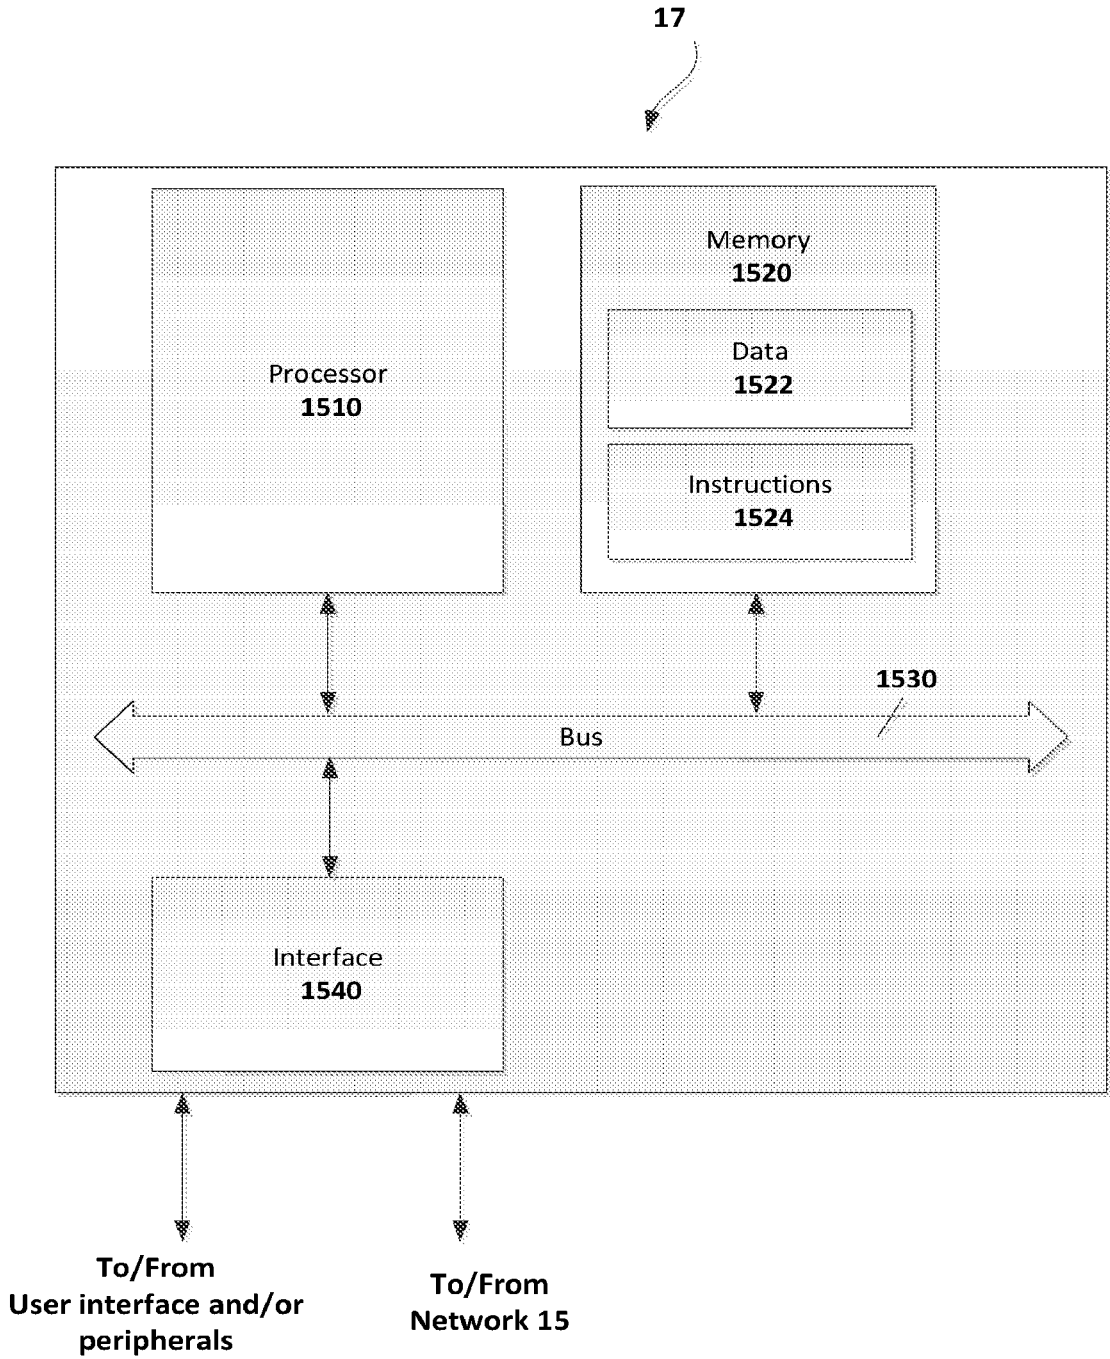 17
Memory
1520
Data
1522
Processor
1510
Instructions
1524
1530
Bus
Interface
1540
To/From
User interface and/or
peripherals
To/From
Network 15